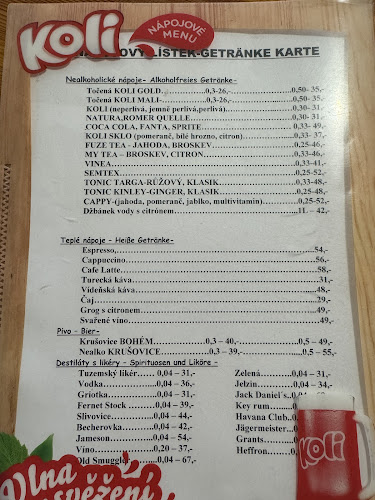 Koli
NÁPOJOVÉ
MENU
LÍSTEK-GETRÄNKE KARTE
Nealkoholické nápoje- Alkoholfreies Getränke-
Točená KOLI GOLD……0,3-26,……………0,50- 35,-
Točená KOLI MALI-……0,3-26,……………0,50- 35,-
KOLI (neperlivá, jemně perlivá,perlivá)……0,30- 31,-
NATURA,ROMER QUELLE……0,30- 31,-
COCA COLA, FANTA, SPRITE……0,33- 49,-
KOLI SKLO (pomeranč, bílé hrozno, citron)……0,33- 37,-
FUZE TEA - JAHODA, BROSKEV……0,25-46,-
MY TEA – BROSKEV, CITRON……0,33-46,-
VINEA……0,33-41,-
SEMTEX……0,25-52,-
TONIC TARGA-RŮŽOVÝ, KLASIK……0,33-48,-
TONIC KINLEY-GINGER, KLASIK……0,25-48,-
CAPPY-(jahoda, pomeranč, jablko, multivitamin)……0,25-52,-
Džbánek vody s citrónem……1L – 42,-
Teplé nápoje - Heiße Getränke-
Espresso,……54,-
Cappuccino……56,-
Cafe Latte……58,-
Turecká káva……31,-
Vídeňská káva……48,-
Čaj……29,-
Grog s citronem……49,-
Svařené víno……49,-
Pivo - Bier-
Krušovice BOHÉM……0,3 – 40,-……0,5 – 49,-
Nealko KRUŠOVICE……0,3 – 39,-……0,5 – 55,-
Destiláty s likéry - Spirituosen und Liköre -
Tuzemský likér……0,04 – 31,-
Vodka……0,04 – 36,-
Griotka……0,04 – 31,-
Fernet Stock ……0,04 – 39,-
Slivovice……0,04 – 44,-
Becherovka……0,04 – 42,-
Jameson……0,04 – 54,-
Víno……0,20 – 37,-
Old Smuggler……0,04 – 67,-
Zelená……0,04 – 31,-
Jelzin……0,04 – 34,-
Jack Daniel´s..0,04
Key rum……0,04
Havana Club..0,04
Jägermeister…0,04
Grants……0,04
Heffron……0,04
Koli
Vlna
svěžení